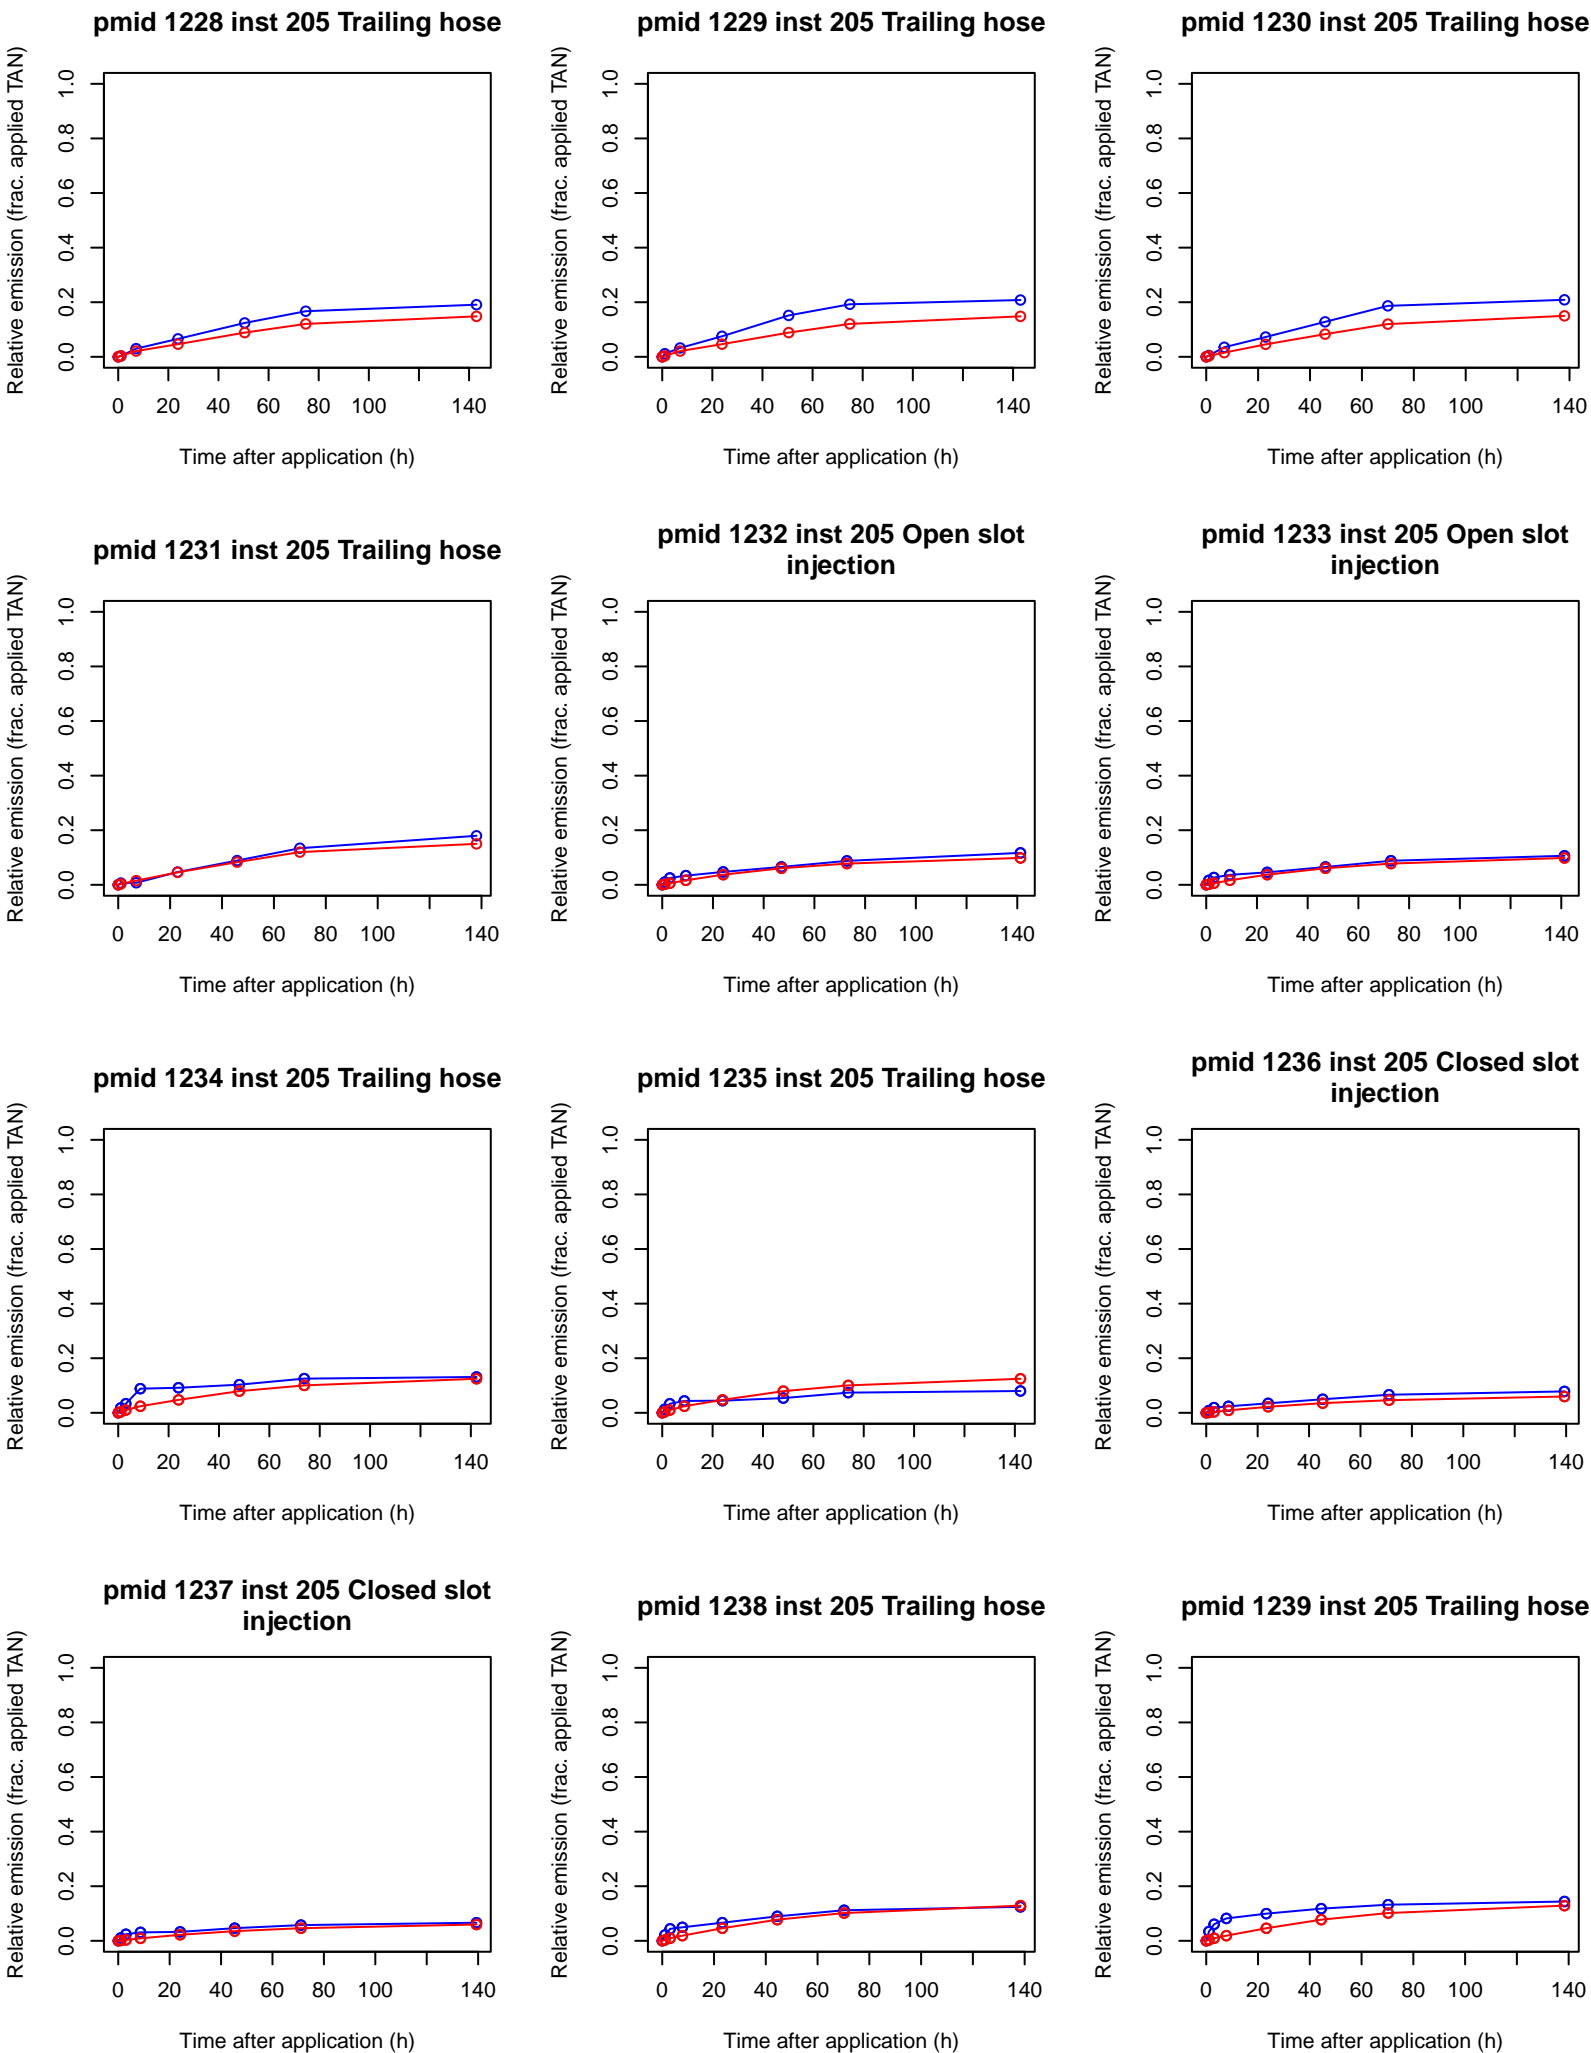 pmid 1228 inst 205 Trailing hose
Relative emission (frac. applied TAN)
0.0 0.2 0.4 0.6 0.8 1.0
0 20 40 60 80 100 140
Time after application (h)
pmid 1229 inst 205 Trailing hose
Relative emission (frac. applied TAN)
0.0 0.2 0.4 0.6 0.8 1.0
0 20 40 60 80 100 140
Time after application (h)
pmid 1230 inst 205 Trailing hose
Relative emission (frac. applied TAN)
0.0 0.2 0.4 0.6 0.8 1.0
0 20 40 60 80 100 140
Time after application (h)
pmid 1231 inst 205 Trailing hose
Relative emission (frac. applied TAN)
0.0 0.2 0.4 0.6 0.8 1.0
0 20 40 60 80 100 140
Time after application (h)
pmid 1232 inst 205 Open slot
injection
Relative emission (frac. applied TAN)
0.0 0.2 0.4 0.6 0.8 1.0
0 20 40 60 80 100 140
Time after application (h)
pmid 1233 inst 205 Open slot
injection
Relative emission (frac. applied TAN)
0.0 0.2 0.4 0.6 0.8 1.0
0 20 40 60 80 100 140
Time after application (h)
pmid 1234 inst 205 Trailing hose
Relative emission (frac. applied TAN)
0.0 0.2 0.4 0.6 0.8 1.0
0 20 40 60 80 100 140
Time after application (h)
pmid 1235 inst 205 Trailing hose
Relative emission (frac. applied TAN)
0.0 0.2 0.4 0.6 0.8 1.0
0 20 40 60 80 100 140
Time after application (h)
pmid 1236 inst 205 Closed slot
injection
Relative emission (frac. applied TAN)
0.0 0.2 0.4 0.6 0.8 1.0
0 20 40 60 80 100 140
Time after application (h)
pmid 1237 inst 205 Closed slot
injection
Relative emission (frac. applied TAN)
0.0 0.2 0.4 0.6 0.8 1.0
0 20 40 60 80 100 140
Time after application (h)
pmid 1238 inst 205 Trailing hose
Relative emission (frac. applied TAN)
0.0 0.2 0.4 0.6 0.8 1.0
0 20 40 60 80 100 140
Time after application (h)
pmid 1239 inst 205 Trailing hose
Relative emission (frac. applied TAN)
0.0 0.2 0.4 0.6 0.8 1.0
0 20 40 60 80 100 140
Time after application (h)